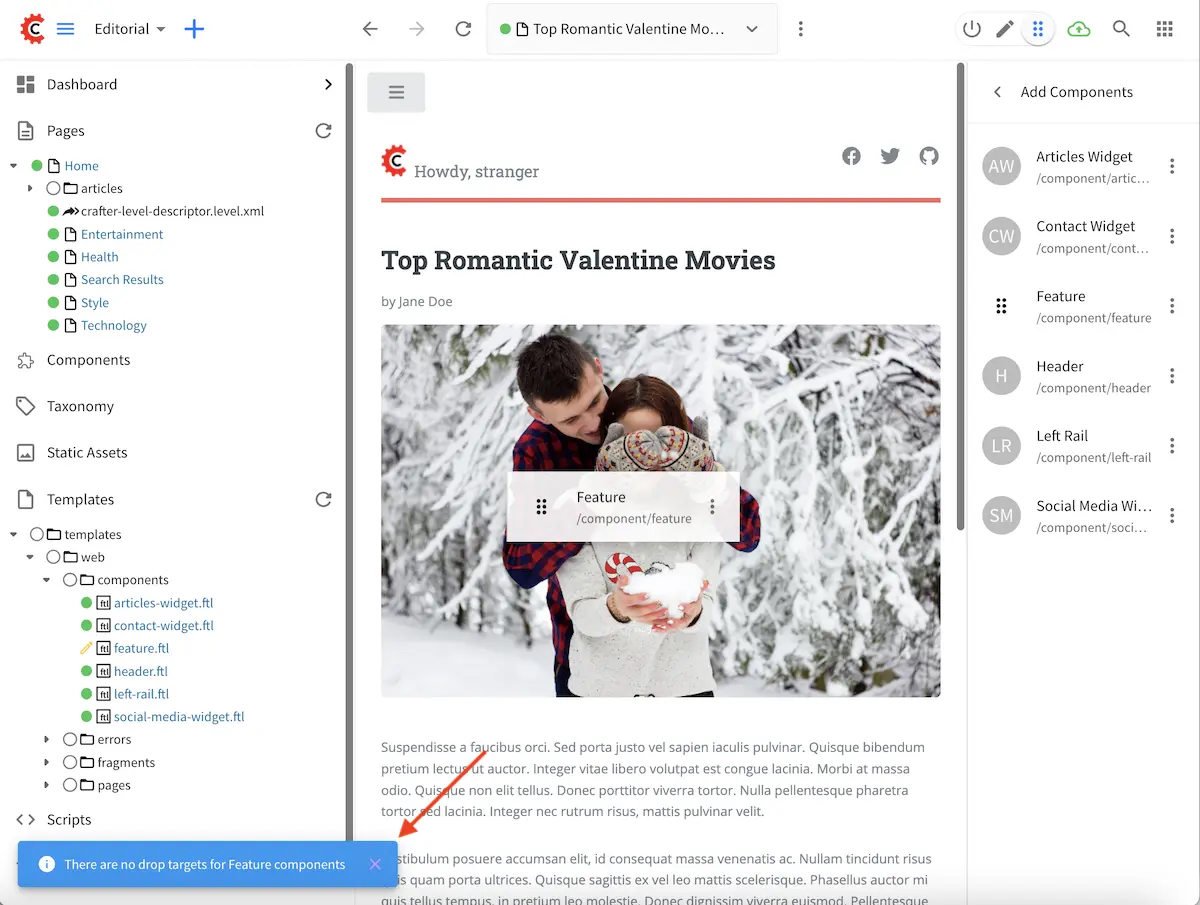 Editorial
Top Romantic Valentine Mo...
Dashboard
Pages
Home
articles
crafter-level-descriptor.level.xml
Entertainment
Health
Search Results
Style
Technology
Components
Taxonomy
Static Assets
Templates
templates
web
components
ftl articles-widget.ftl
ftl contact-widget.ftl
ftl feature.ftl
ftl header.ftl
ftl left-rail.ftl
ftl social-media-widget.ftl
errors
fragments
pages
Scripts
There are no drop targets for Feature components
C Howdy, stranger
Top Romantic Valentine Movies
by Jane Doe
Feature
/component/feature
Suspendisse a faucibus orci. Sed porta justo vel sapien iaculis pulvinar. Quisque bibendum
pretium lectus ut auctor. Integer vitae libero volutpat est congue lacinia. Morbi at massa
odio. Quisque non elit tellus. Donec porttitor viverra tortor. Nulla pellentesque pharetra
tortor sed lacinia. Integer nec rutrum risus, mattis pulvinar velit.
stibulum posuere accumsan elit, id consequat massa venenatis ac. Nullam tincidunt risus
quis quam porta ultrices. Quisque sagittis ex vel leo mattis scelerisque. Phasellus auctor mi
quis tellus tempus, in pretium leo molestie. Donec dignissim viverra euismod. Pellentesque
Add Components
AW
Articles Widget
/component/artic...
CW
Contact Widget
/component/cont...
Feature
/component/feature
H
Header
/component/header
LR
Left Rail
/component/left-rail
SM
Social Media Wi...
/component/soci...